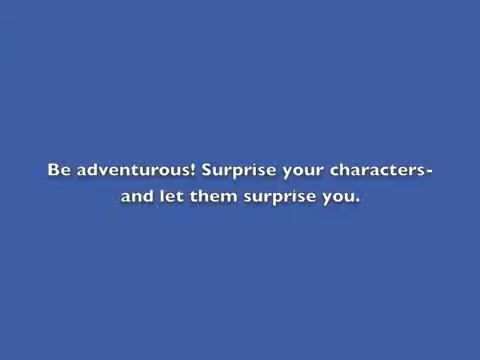 Be adventurous! Surprise your characters-
and let them surprise you.